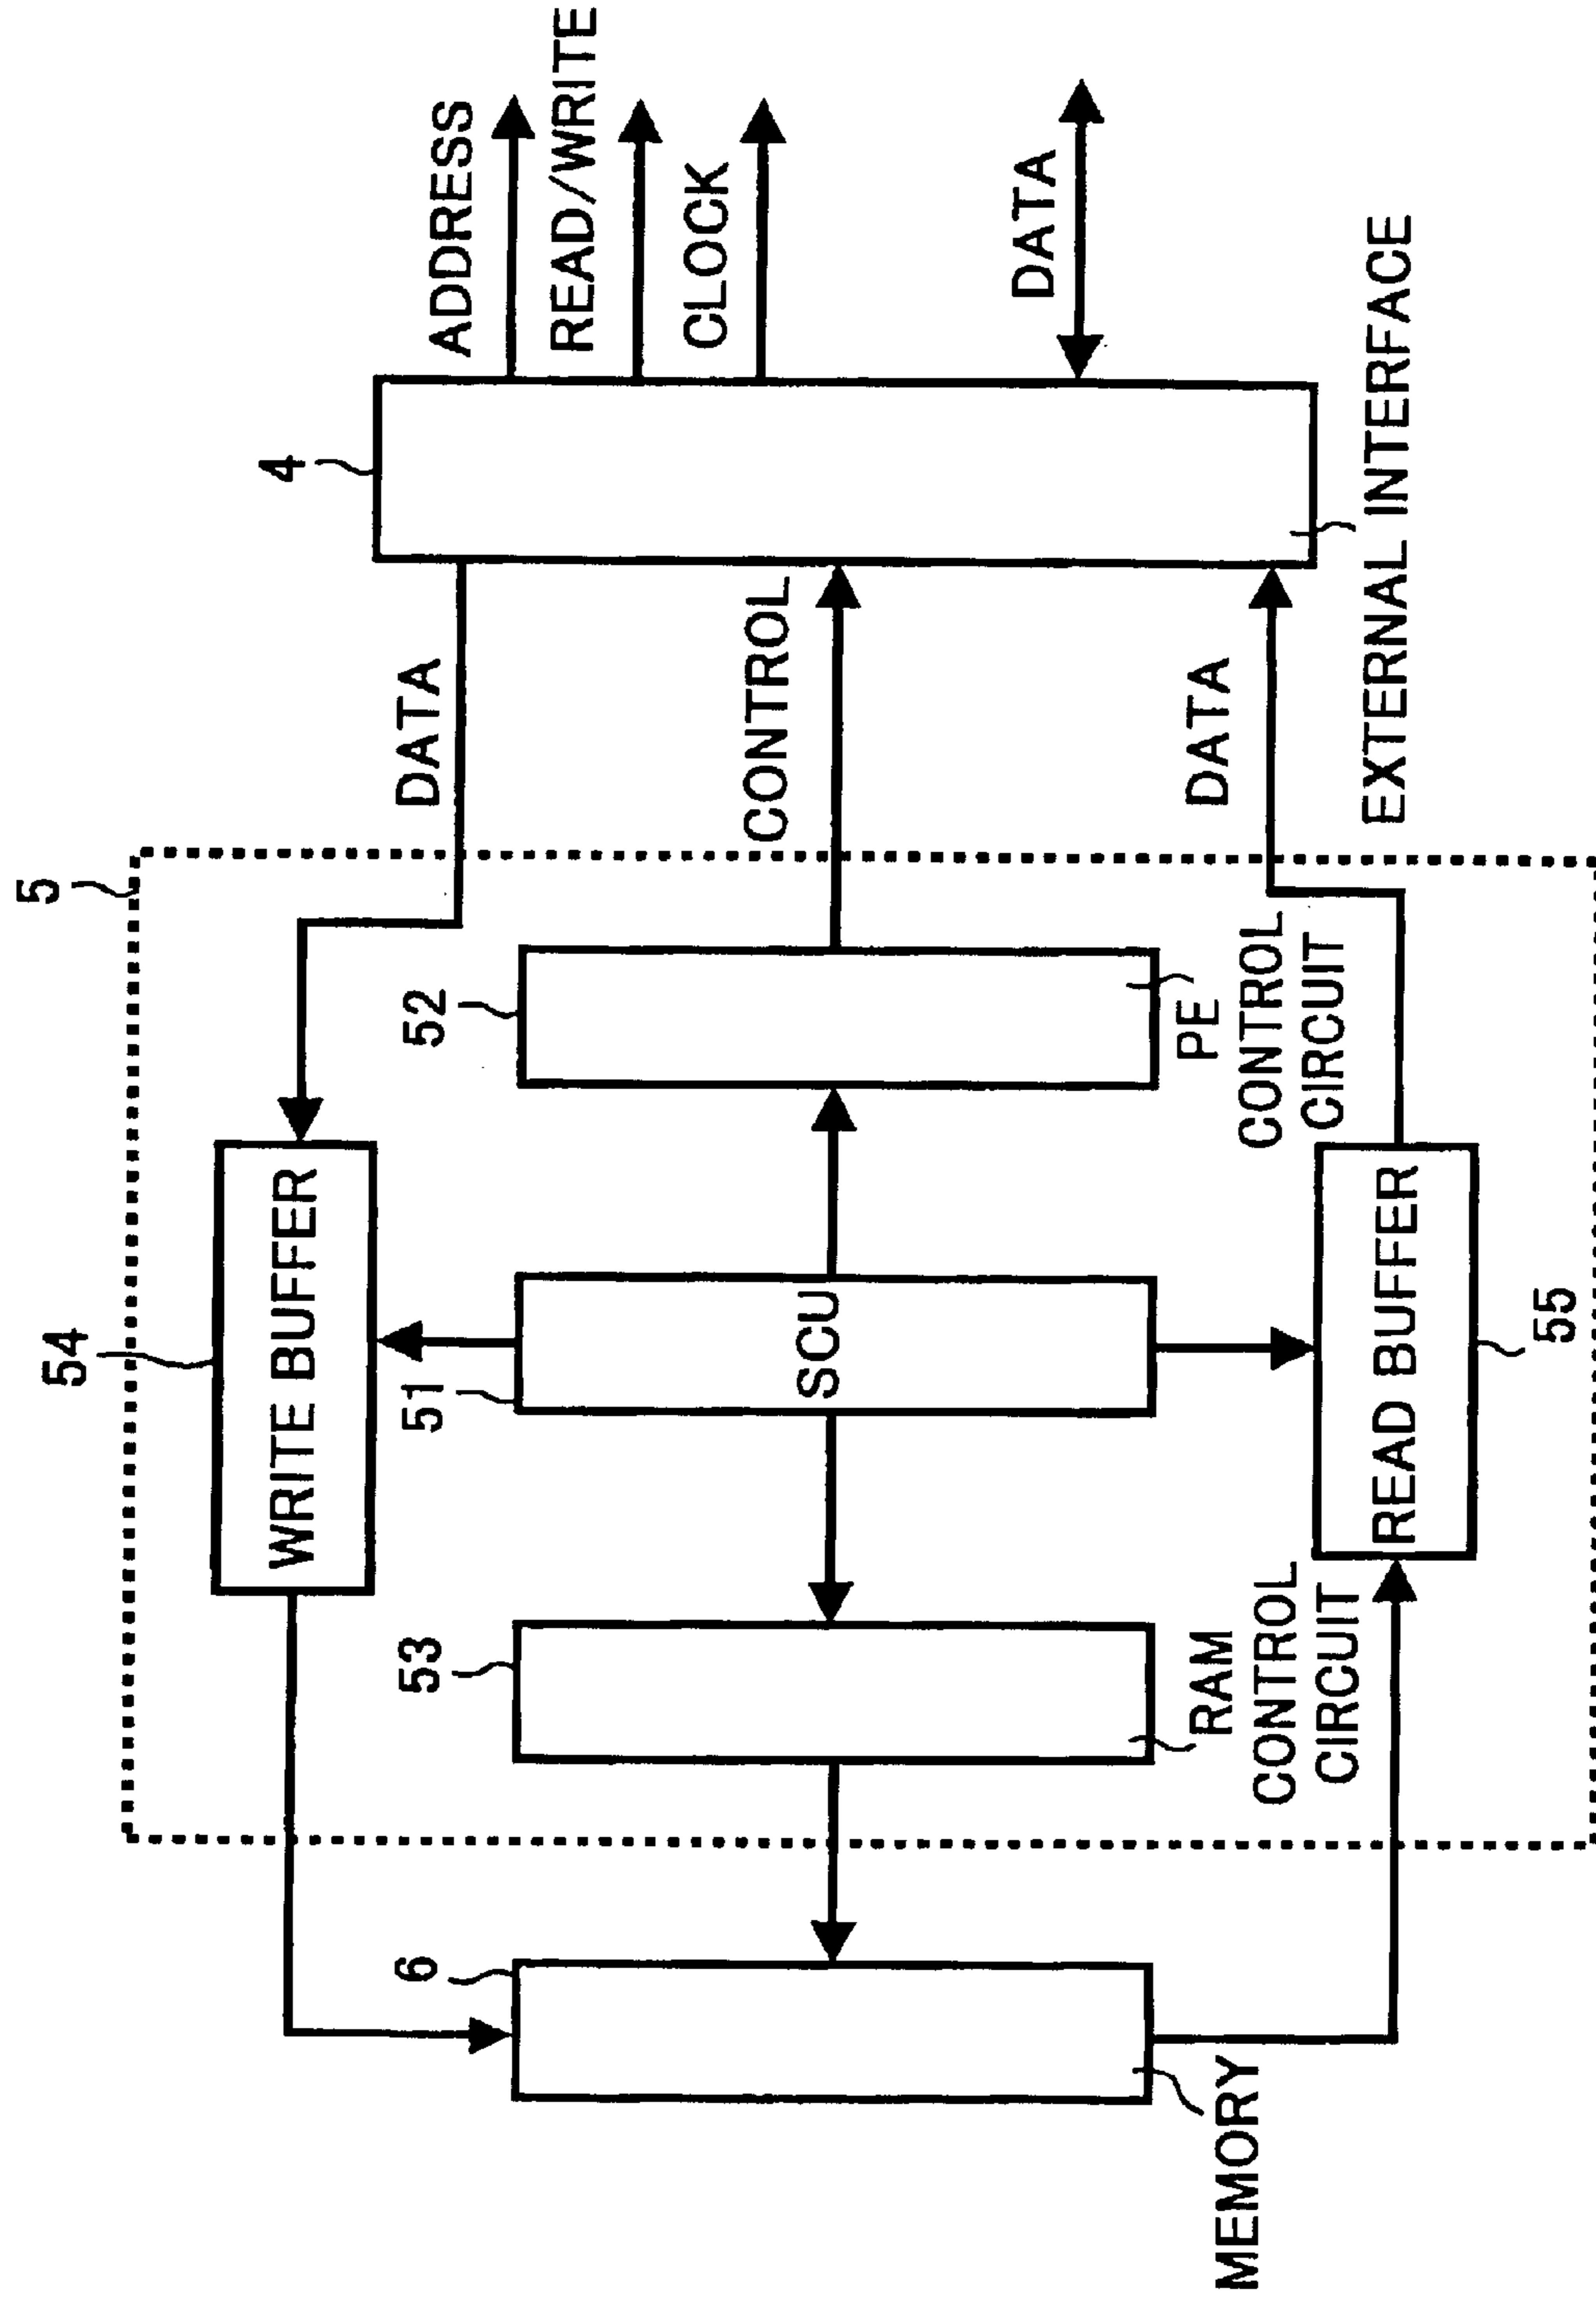 5
54
WRITE BUFFER
6
53
51
52
4
DATA
ADDRESS
READ/WRITE
CLOCK
DATA
CONTROL
DATA
SCU
MEMORY
RAM
CONTROL
CIRCUIT
PE
CONTROL
CIRCUIT
READ BUFFER
55
EXTERNAL INTERFACE